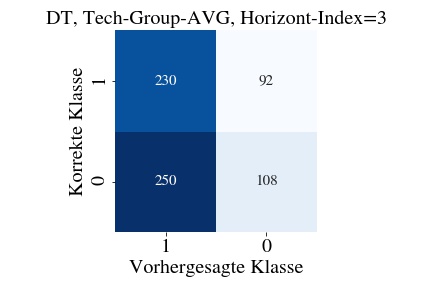 DT, Tech-Group-AVG, Horizont-Index=3
Korrekte Klasse
1
230
92
0
250
108
1
0
Vorhergesagte Klasse